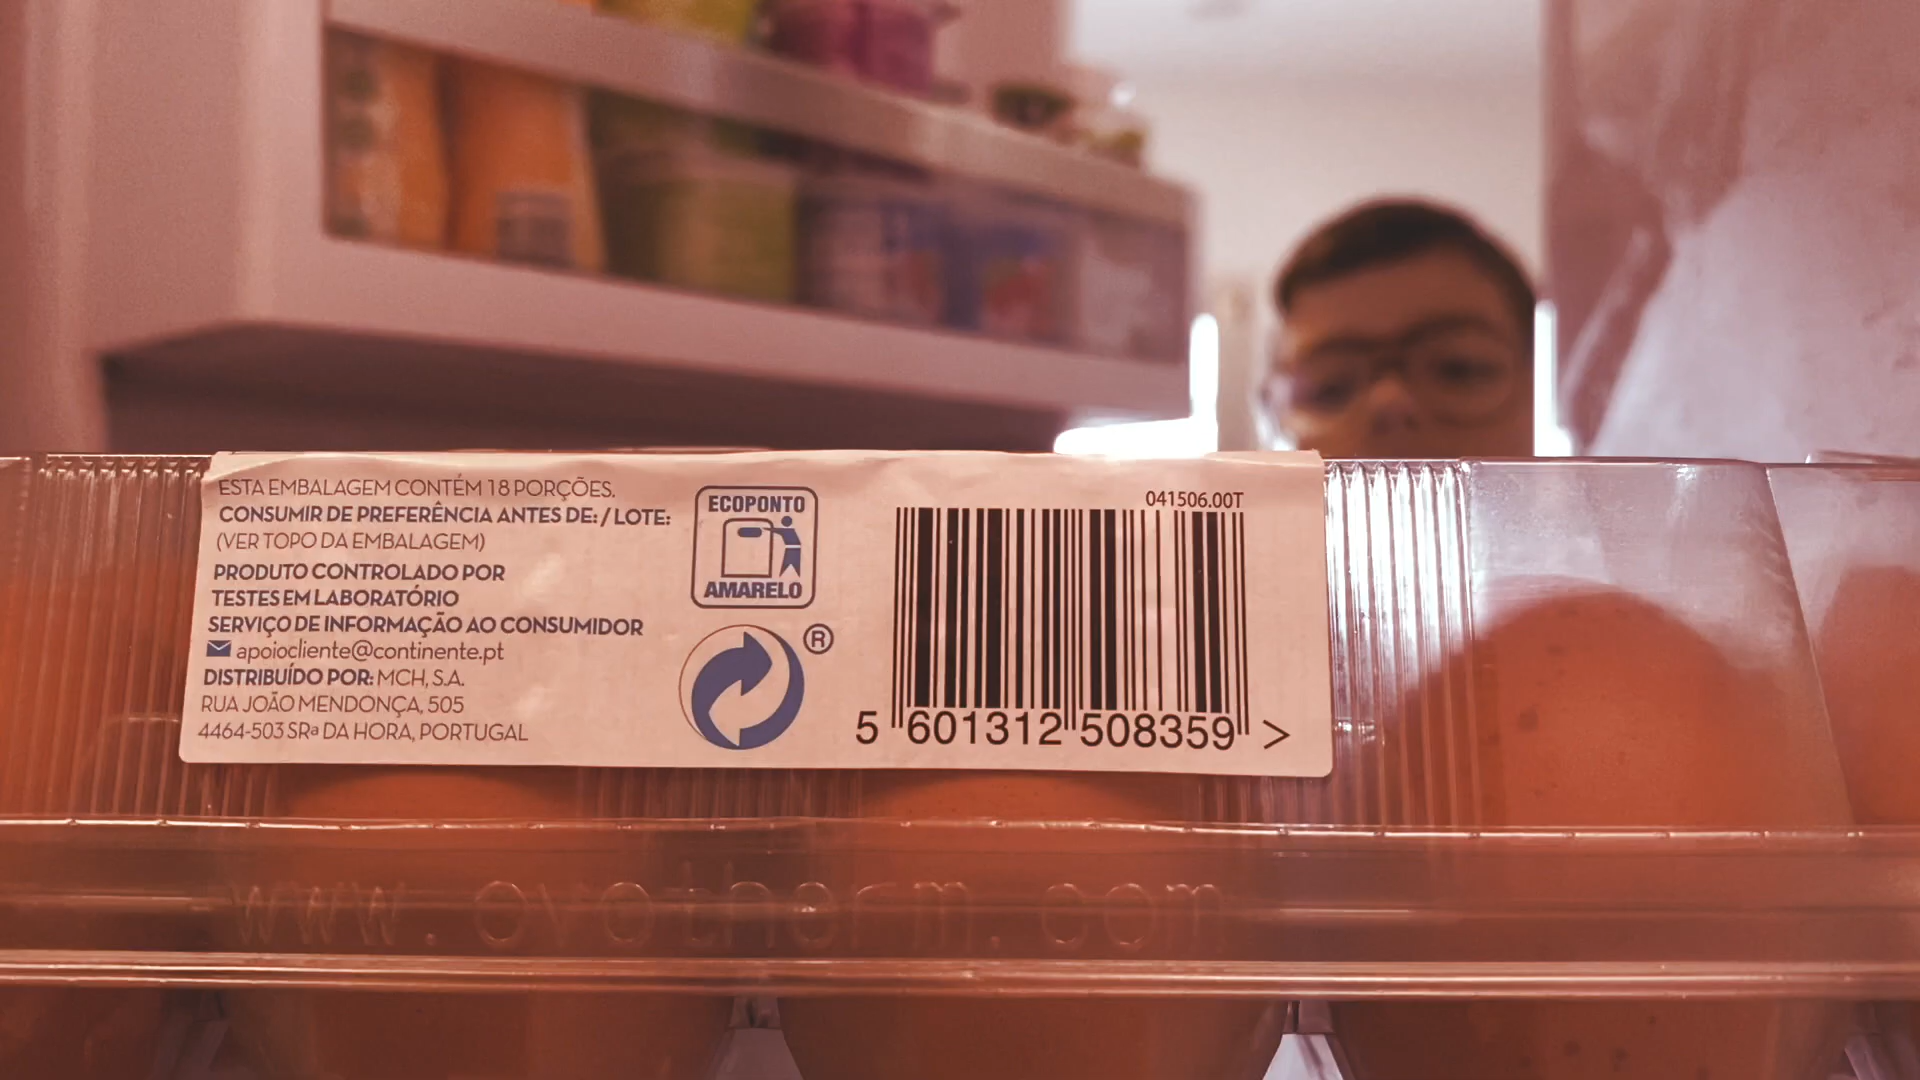 ESTA EMBALAGEM CONTÉM 18 PORÇÕES.
CONSUMIR DE PREFERÊNCIA ANTES DE: / LOTE:
(VER TOPO DA EMBALAGEM)
PRODUTO CONTROLADO POR
TESTES EM LABORATÓRIO
SERVIÇO DE INFORMAÇÃO AO CONSUMIDOR
apoiocliente@continente.pt
DISTRIBUÍDO POR: MCH, S.A.
RUA JOÃO MENDONÇA, 505
4464-503 SRª DA HORA, PORTUGAL
ECOPONTO
AMARELO
®
041506.00T
5 601312 508359 >
www.ovotherm.com